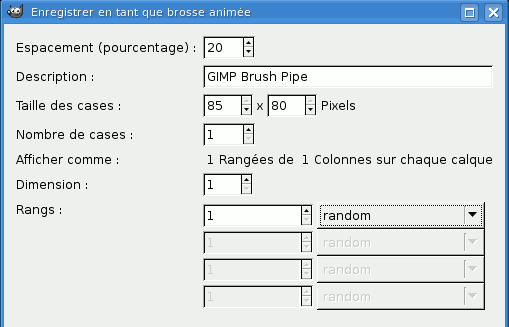 Enregistrer en tant que brosse animée
Espacement (pourcentage) : 20
Description : GIMP Brush Pipe
Taille des cases : 85 x 80 Pixels
Nombre de cases : 1
Afficher comme : 1 Rangées de 1 Colonnes sur chaque calque
Dimension : 1
Rangs : 1 random
1 random
1 random
1 random